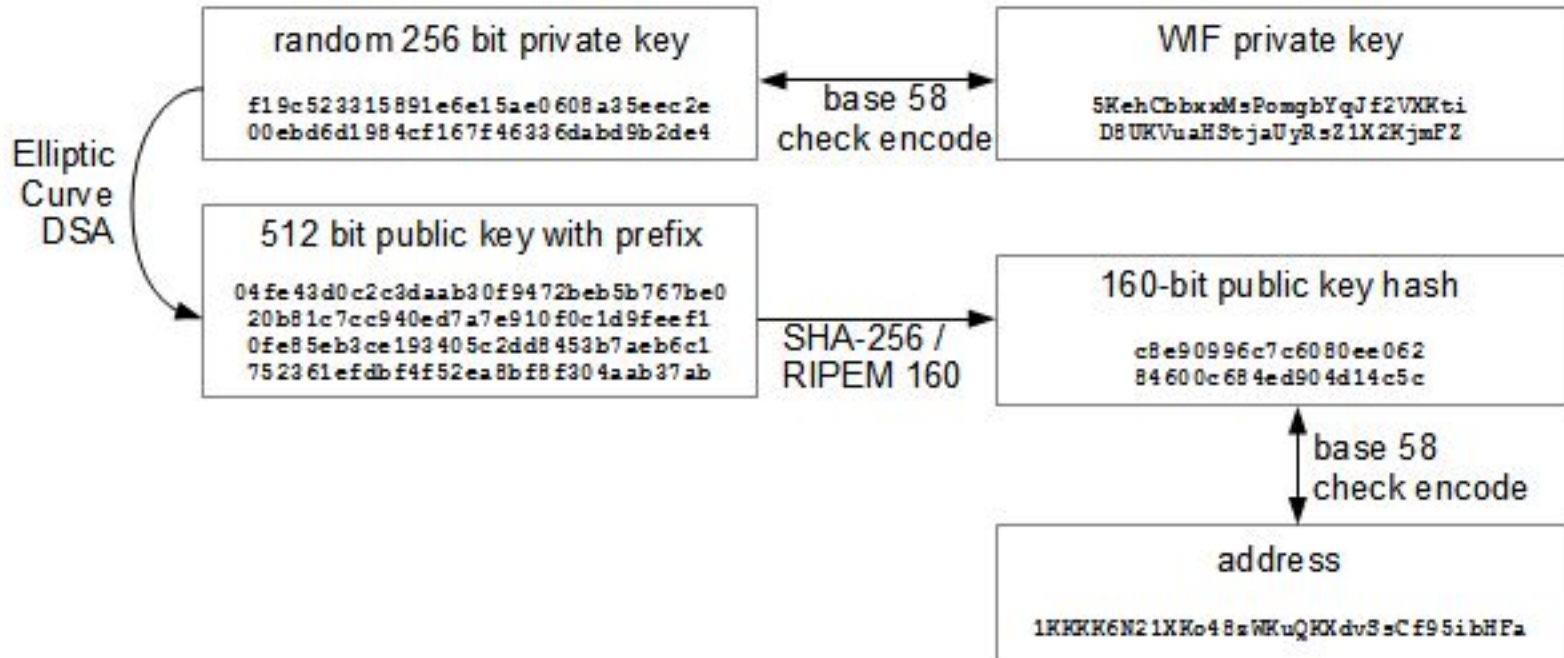 random 256 bit private key
f19c523315891e6e15ae0608a35eec2e
00ebd6d1984cf167f46336dabd9b2de4
base 58
check encode
WIF private key
5KehCbbxxMsPomgbYqJf2VXKti
D8UKVuaHStjaUyRsZ1X2KjmFZ
Elliptic
Curve
DSA
512 bit public key with prefix
04fe43d0c2c3daab30f9472beb5b767be0
20b81c7cc940ed7a7e910f0c1d9feef1
0fe85eb3ce193405c2dd8453b7aeb6c1
752361efdbf4f52ea8bf8f304aab37ab
SHA-256 /
RIPEM 160
160-bit public key hash
c8e90996c7c6080ee062
84600c684ed904d14c5c
base 58
check encode
address
1KKKK6N21XKo48zWKuQKXdvSsCf95ibHFa